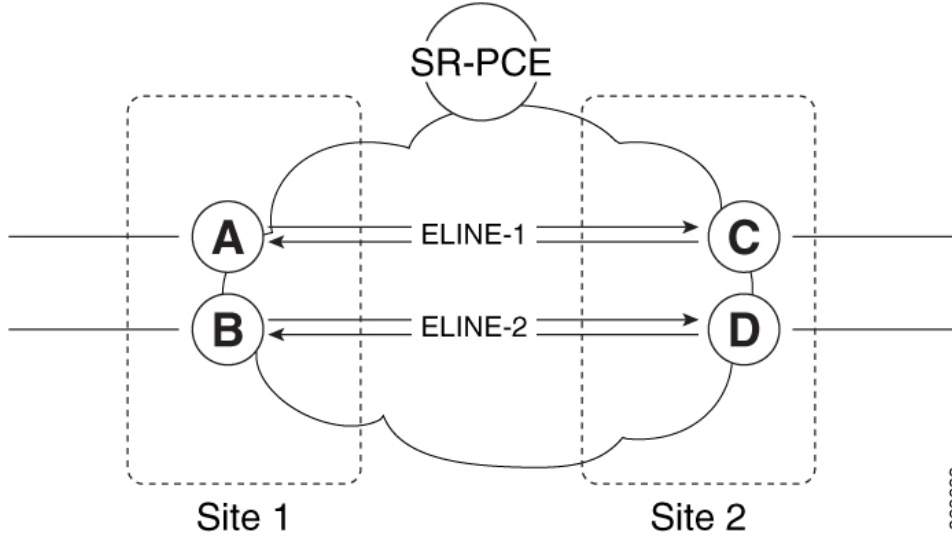 SR-PCE
A
ELINE-1
C
B
ELINE-2
D
Site 1
Site 2